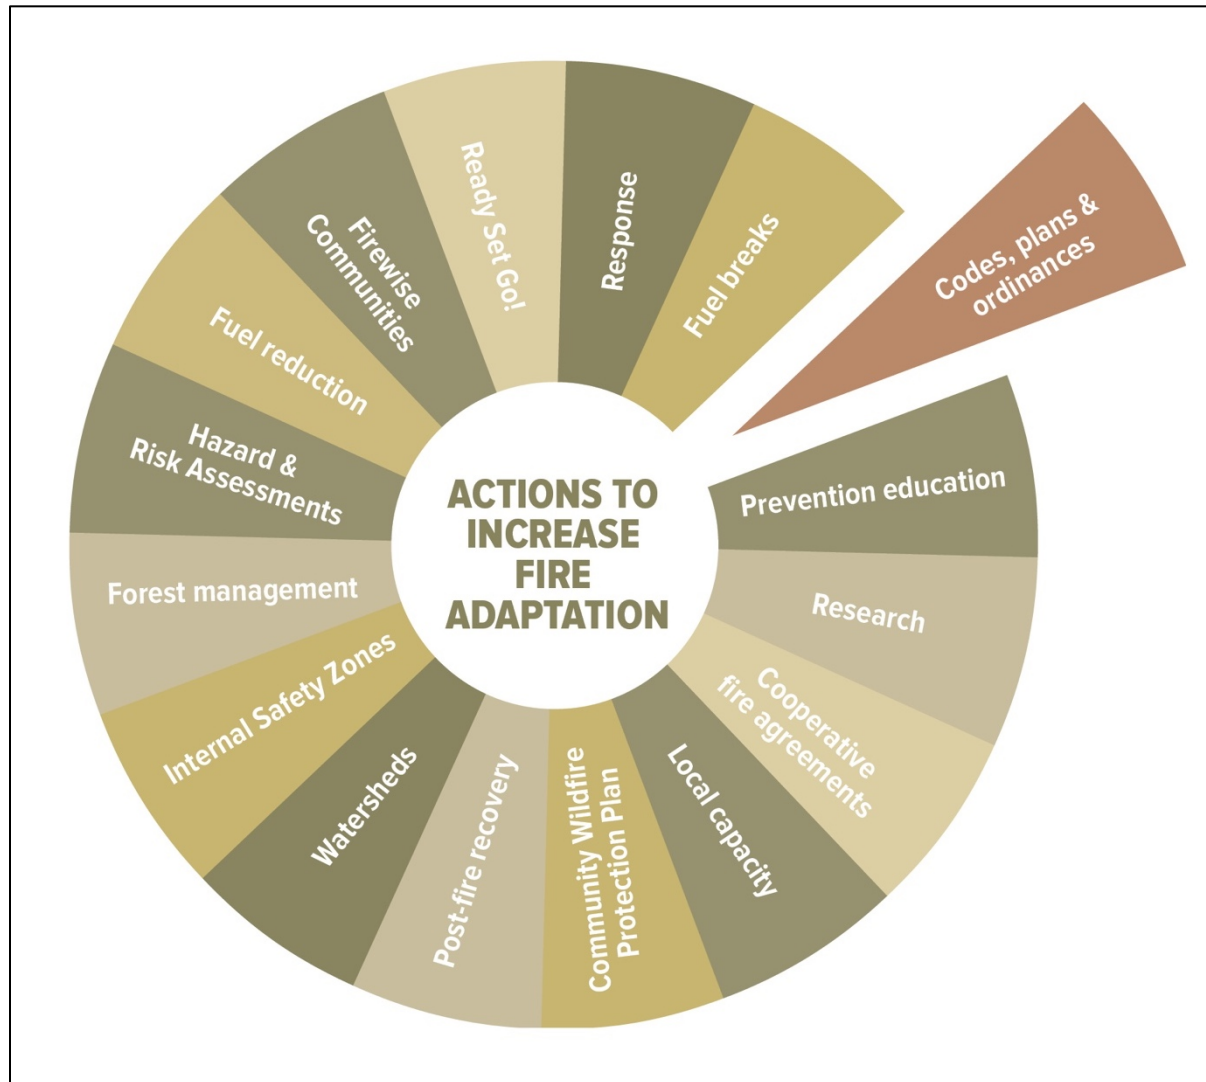 ACTIONS TO
INCREASE
FIRE
ADAPTATION
Ready Set Go!
Response
Fuel breaks
Codes, plans &
ordinances
Prevention education
Research
Cooperative
fire agreements
Local capacity
Community Wildfire
Protection Plan
Post-fire recovery
Watersheds
Internal Safety Zones
Forest management
Hazard &
Risk Assessments
Fuel reduction
Firewise
Communities